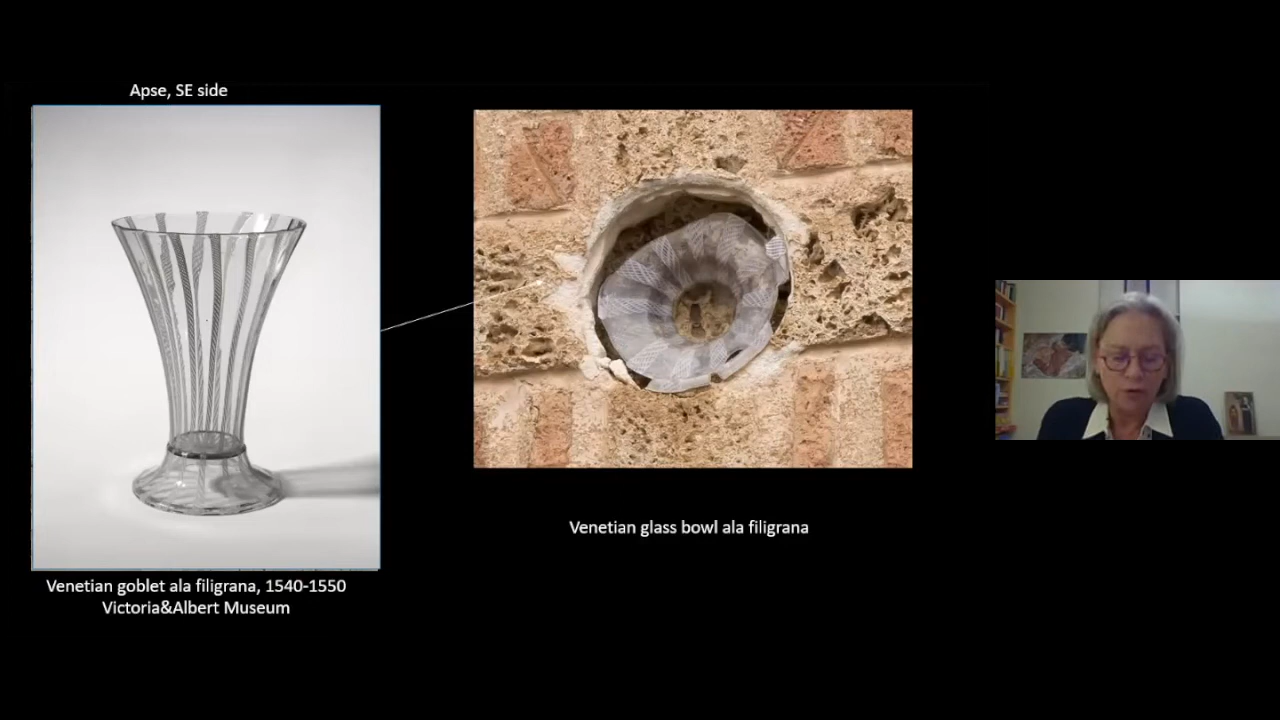 Apse, SE side
Venetian goblet ala filigrana, 1540-1550
Victoria&Albert Museum
Venetian glass bowl ala filigrana